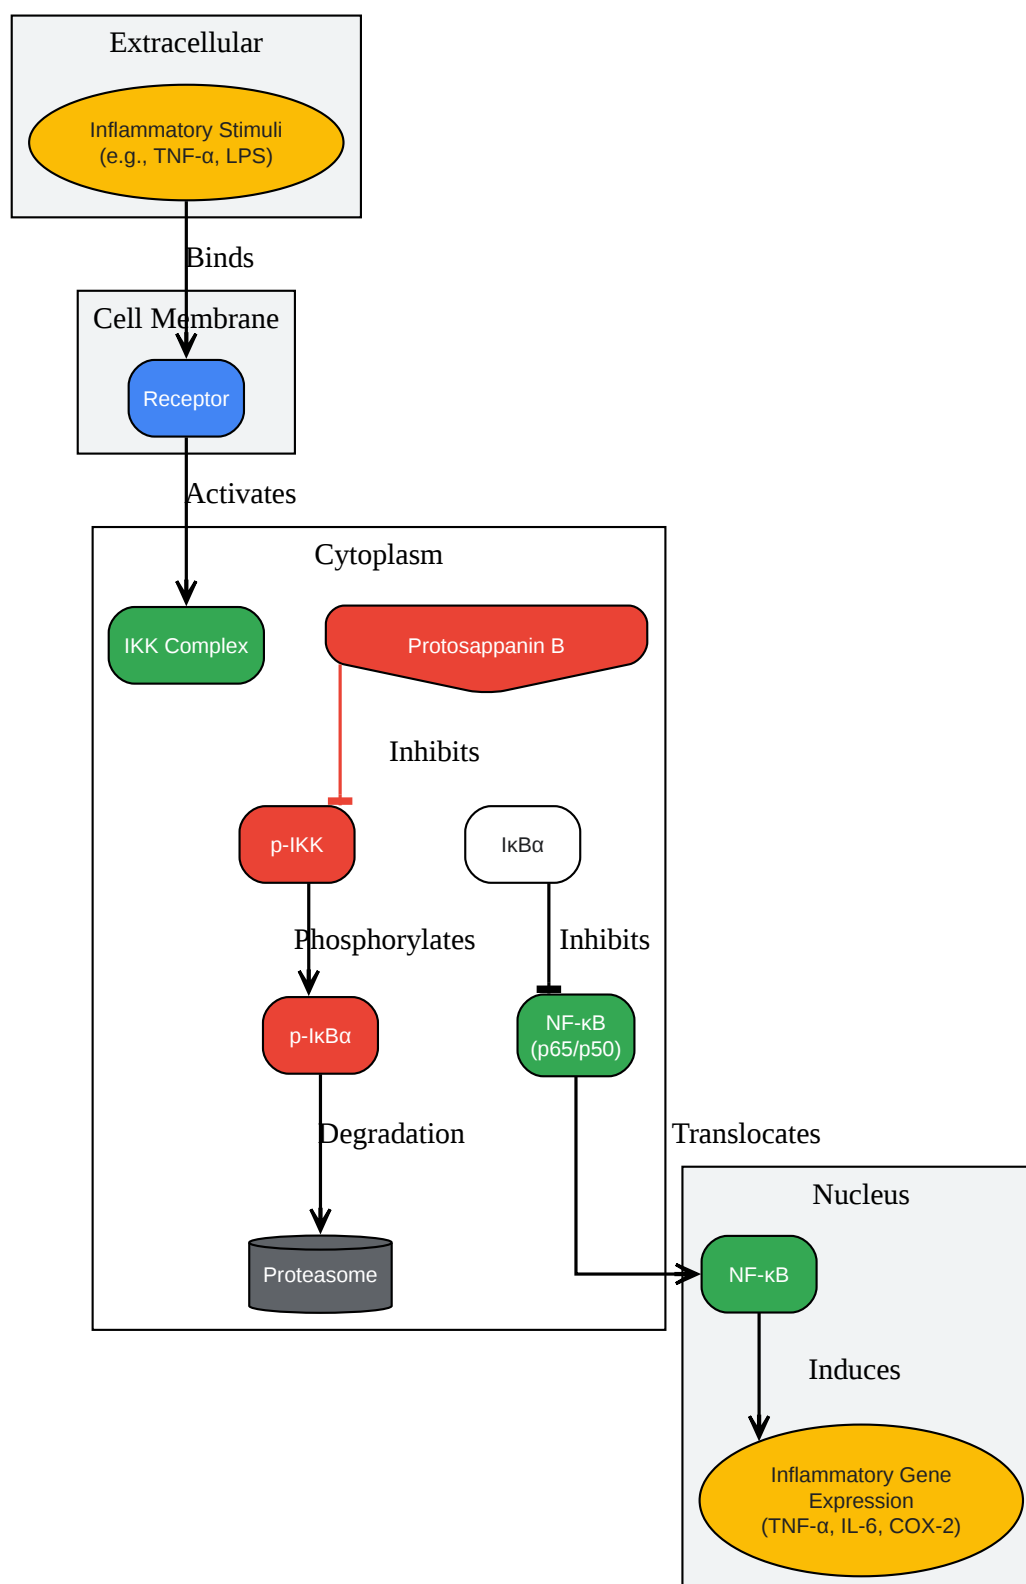 Extracellular
Inflammatory Stimuli
(e.g., TNF-α, LPS)
Binds
Cell Membrane
Receptor
Activates
Cytoplasm
IKK Complex
Protosappanin B
Inhibits
p-IKK
IκBα
Phosphorylates
Inhibits
p-IκBα
NF-κB
(p65/p50)
Degradation
Translocates
Nucleus
Proteasome
NF-κB
Induces
Inflammatory Gene
Expression
(TNF-α, IL-6, COX-2)